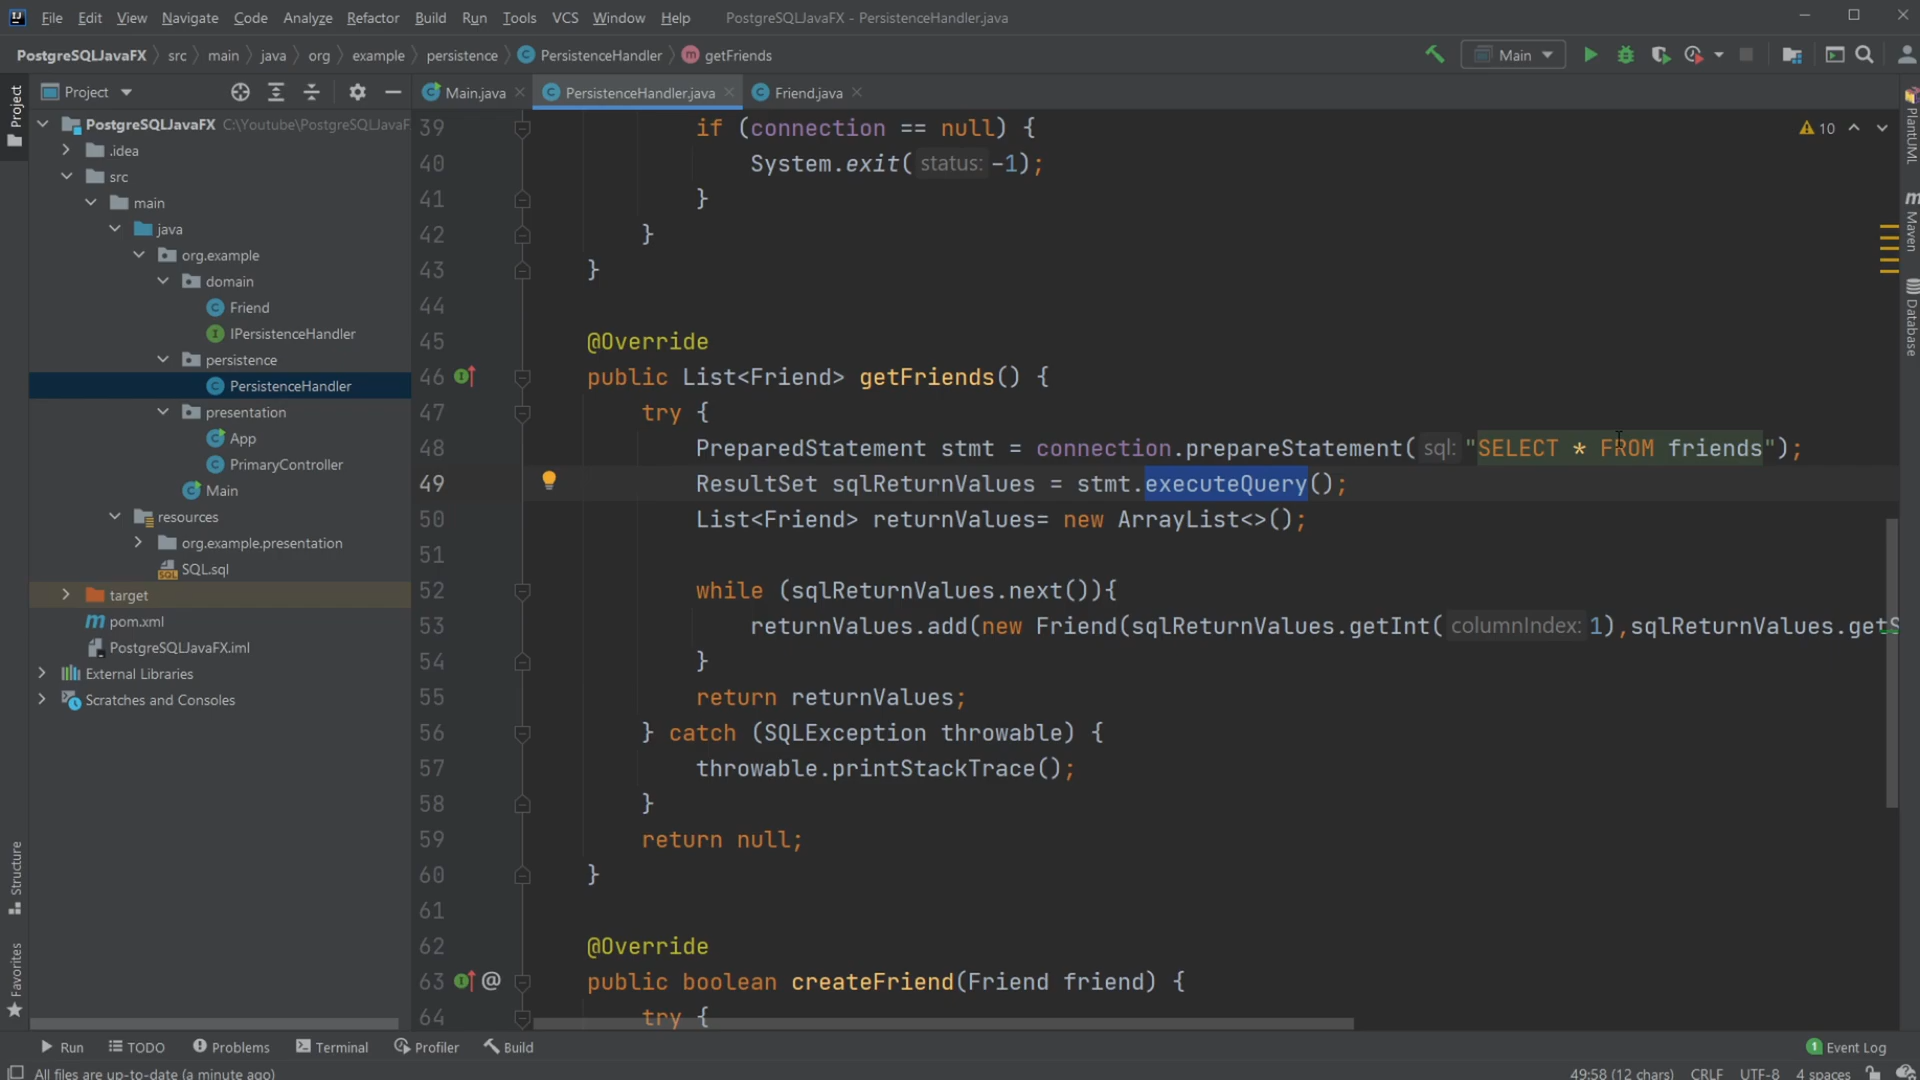 File Edit View Navigate Code Analyze Refactor Build Run Tools VCS Window Help PostgreSQLJavaFX - PersistenceHandler.java
PostgreSQLJavaFX src main java org example persistence PersistenceHandler getFriends Main
Project
Main.java PersistenceHandler.java Friend.java
Project
PostgreSQLJavaFX C:\Youtube\PostgreSQLJavaF
.idea
src
main
java
org.example
domain
Friend
IPersistenceHandler
persistence
PersistenceHandler
presentation
App
PrimaryController
Main
resources
org.example.presentation
SQL.sql
target
pom.xml
PostgreSQLJavaFX.iml
External Libraries
Scratches and Consoles
Structure
Favorites
39 if (connection == null) {
40 System.exit( status: -1);
41 }
42 }
43 }
44
45 @Override
46 public List<Friend> getFriends() {
47 try {
48 PreparedStatement stmt = connection.prepareStatement( sql: "SELECT * FROM friends");
49 ResultSet sqlReturnValues = stmt.executeQuery();
50 List<Friend> returnValues= new ArrayList<>();
51
52 while (sqlReturnValues.next()){
53 returnValues.add(new Friend(sqlReturnValues.getInt( columnIndex: 1),sqlReturnValues.getS
54 }
55 return returnValues;
56 } catch (SQLException throwable) {
57 throwable.printStackTrace();
58 }
59 return null;
60 }
61
62 @Override
63 @ public boolean createFriend(Friend friend) {
64 try {
10
PlantUML
Maven
Database
Run TODO Problems Terminal Profiler Build 1 Event Log
All files are up-to-date (a minute ago) 49:58 (12 chars) CRLF UTF-8 4 spaces